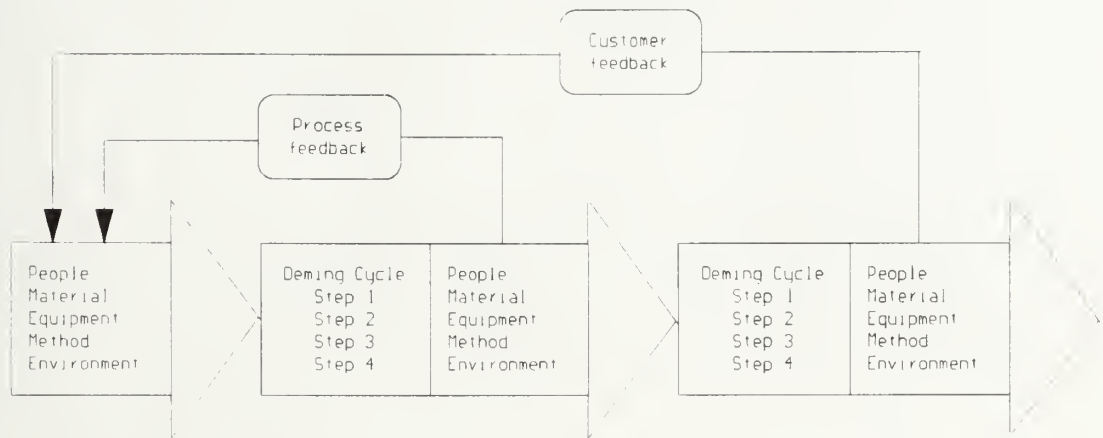 Customer
feedback
Process
feedback
People
Material
Equipment
Method
Environment
Deming Cycle
Step 1
Step 2
Step 3
Step 4
People
Material
Equipment
Method
Environment
Deming Cycle
Step 1
Step 2
Step 3
Step 4
People
Material
Equipment
Method
Environment